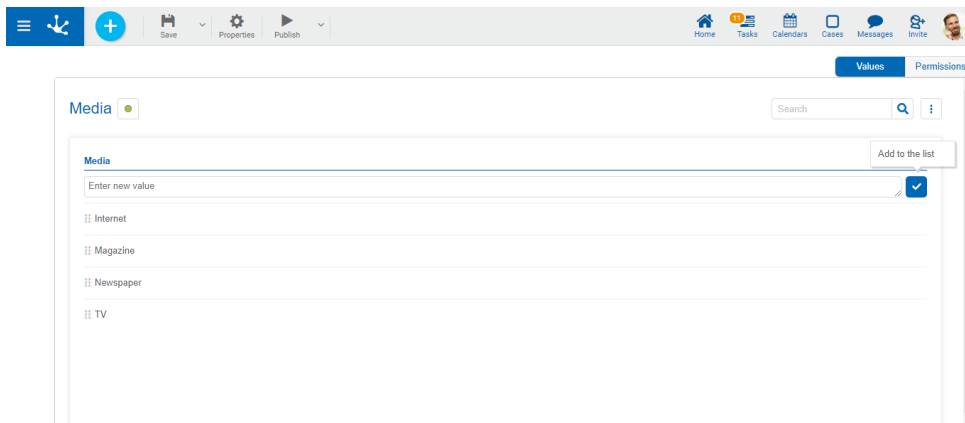 Save
Properties
Publish
Home
11
Tasks
Calendars
Cases
Messages
Invite
Values
Permissions
Media
Search
Add to the list
Media
Enter new value
Internet
Magazine
Newspaper
TV